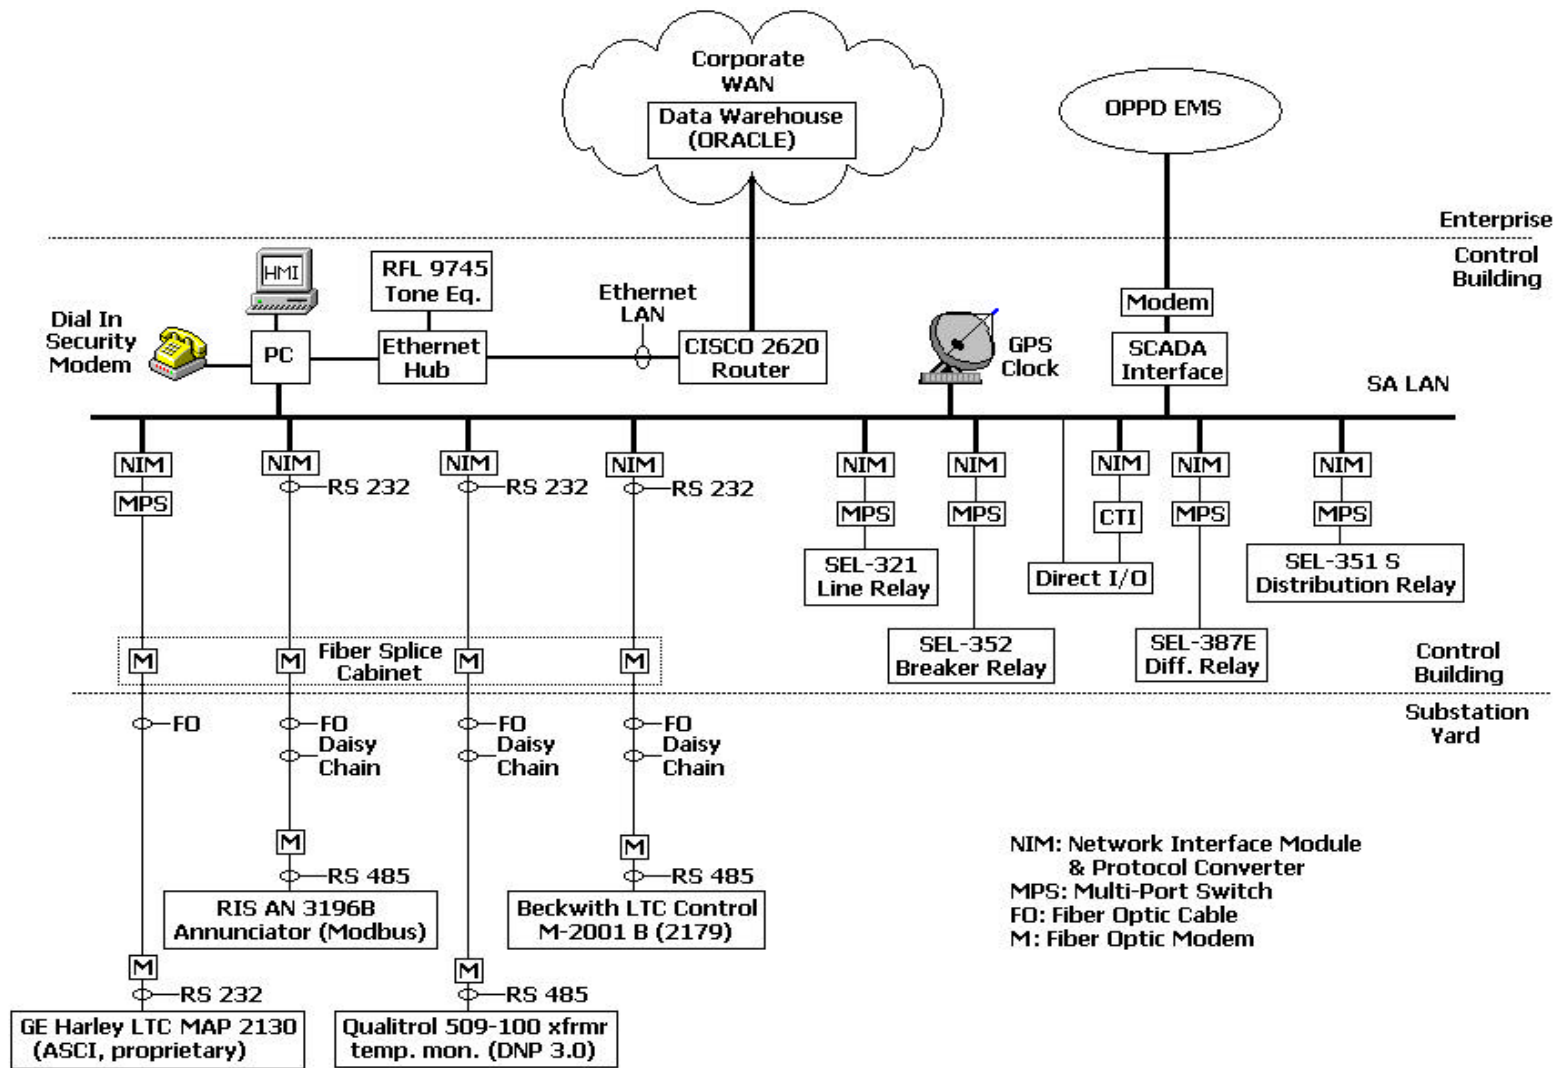 Corporate
WAN
Data Warehouse
(ORACLE)
OPPD EMS
Enterprise
Control
Building
HMI
RFL 9745
Tone Eq.
Ethernet
LAN
Modem
Dial In
Security
Modem
PC
Ethernet
Hub
CISCO 2620
Router
GPS
Clock
SCADA
Interface
SA LAN
NIM
NIM
NIM
NIM
NIM
NIM
NIM
NIM
NIM
RS 232
RS 232
RS 232
MPS
MPS
MPS
CTI
MPS
MPS
SEL-321
Line Relay
Direct I/O
SEL-351 S
Distribution Relay
SEL-352
Breaker Relay
SEL-387E
Diff. Relay
M
M
Fiber Splice
Cabinet
M
M
Control
Building
Substation
Yard
FO
FO
Daisy
Chain
FO
Daisy
Chain
FO
Daisy
Chain
M
RS 485
RIS AN 3196B
Annunciator (Modbus)
M
RS 485
Beckwith LTC Control
M-2001 B (2179)
M
RS 232
GE Harley LTC MAP 2130
(ASCI, proprietary)
M
RS 485
Qualitrol 509-100 xfrmr
temp. mon. (DNP 3.0)
NIM: Network Interface Module
& Protocol Converter
MPS: Multi-Port Switch
FO: Fiber Optic Cable
M: Fiber Optic Modem